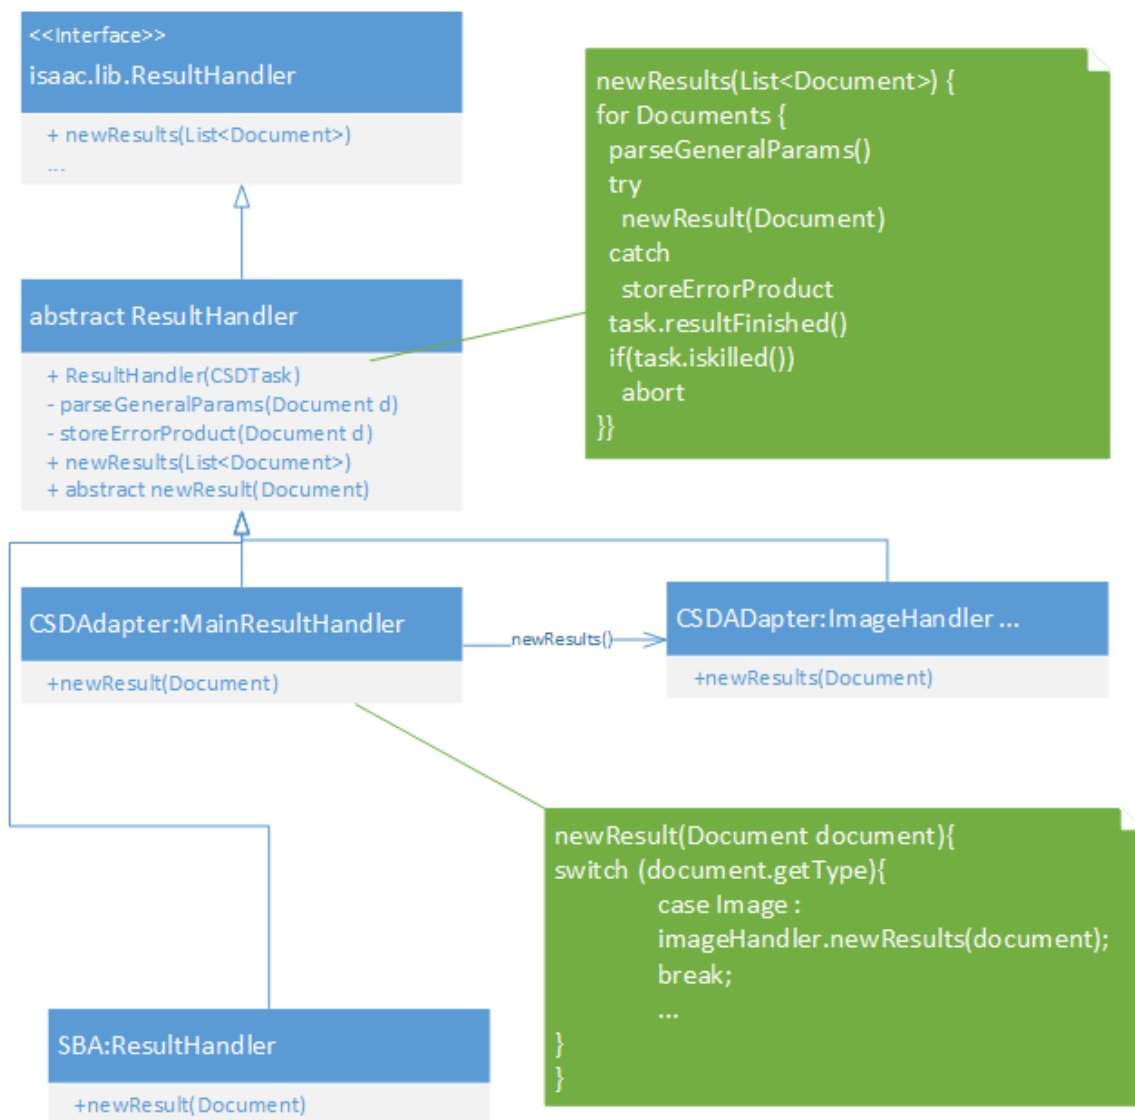 <<Interface>>
isaac.lib.ResultHandler
+ newResults(List<Document>)
...
newResults(List<Document>) {
for Documents {
parseGeneralParams()
try
newResult(Document)
catch
storeErrorProduct
task.resultFinished()
if(task.iskilled())
abort
}}
abstract ResultHandler
+ ResultHandler(CSDTask)
- parseGeneralParams(Document d)
- storeErrorProduct(Document d)
+ newResults(List<Document>)
+ abstract newResult(Document)
CSDAdapter:MainResultHandler
+newResult(Document)
newResults()
CSDADapter:ImageHandler ...
+newResults(Document)
newResult(Document document){
switch (document.getType){
case Image :
imageHandler.newResults(document);
break;
...
}
}
SBA:ResultHandler
+newResult(Document)